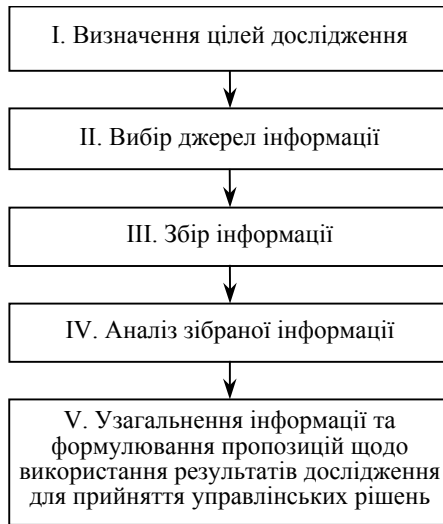 I. Визначення цілей дослідження
II. Вибір джерел інформації
III. Збір інформації
IV. Аналіз зібраної інформації
V. Узагальнення інформації та
формулювання пропозицій щодо
використання результатів дослідження
для прийняття управлінських рішень